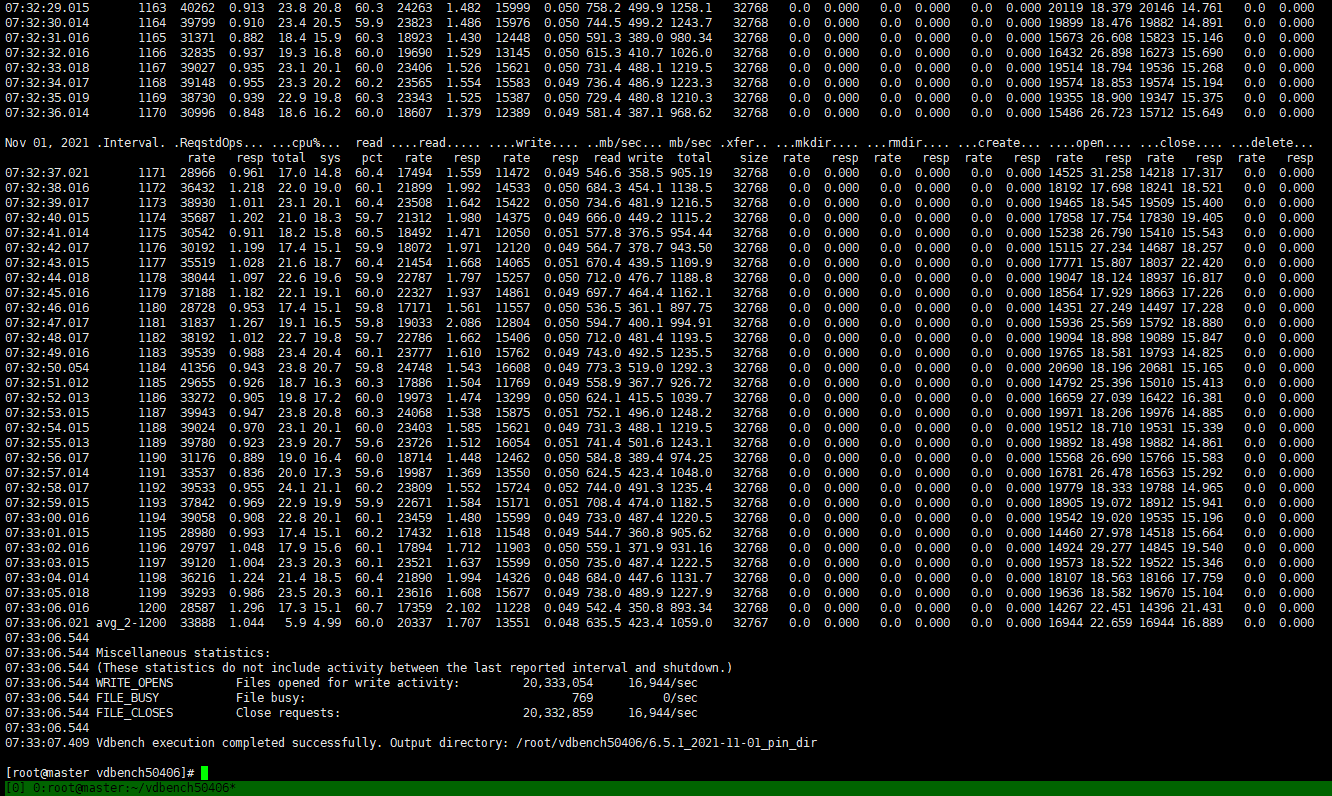 07:32:29.015 1163 40262 0.913 23.8 20.8 60.3 24263 1.482 15999 0.050 758.2 499.9 1258.1 32768 0.0 0.000 0.0 0.000 0.0 0.000 20119 18.379 20146 14.761 0.0 0.000
07:32:30.014 1164 39799 0.910 23.4 20.5 59.9 23823 1.486 15976 0.050 744.5 499.2 1243.7 32768 0.0 0.000 0.0 0.000 0.0 0.000 19899 18.476 19882 14.891 0.0 0.000
07:32:31.016 1165 31371 0.882 18.4 15.9 60.3 18923 1.430 12448 0.050 591.3 389.0 980.34 32768 0.0 0.000 0.0 0.000 0.0 0.000 15673 26.608 15823 15.146 0.0 0.000
07:32:32.016 1166 32835 0.937 19.3 16.8 60.0 19690 1.529 13145 0.050 615.3 410.7 1026.0 32768 0.0 0.000 0.0 0.000 0.0 0.000 16432 26.898 16273 15.690 0.0 0.000
07:32:33.018 1167 39027 0.935 23.1 20.1 60.0 23406 1.526 15621 0.050 731.4 488.1 1219.5 32768 0.0 0.000 0.0 0.000 0.0 0.000 19514 18.794 19536 15.268 0.0 0.000
07:32:34.017 1168 39148 0.955 23.3 20.2 60.2 23565 1.554 15583 0.049 736.4 486.9 1223.3 32768 0.0 0.000 0.0 0.000 0.0 0.000 19574 18.853 19574 15.194 0.0 0.000
07:32:35.019 1169 38730 0.939 22.9 19.8 60.3 23343 1.525 15387 0.050 729.4 480.8 1210.3 32768 0.0 0.000 0.0 0.000 0.0 0.000 19355 18.900 19347 15.375 0.0 0.000
07:32:36.014 1170 30996 0.848 18.6 16.2 60.0 18607 1.379 12389 0.050 581.4 387.1 968.62 32768 0.0 0.000 0.0 0.000 0.0 0.000 15486 26.723 15712 15.649 0.0 0.000
Nov 01, 2021 .Interval. .ReqstdOps... ...cpu%... read ....read..... ....write.... ..mb/sec... mb/sec .xfer.. ...mkdir.... ...rmdir.... ...create... ....open.... ...close.... ...delete...
rate resp total sys pct rate resp rate resp read write total size rate resp rate resp rate resp rate resp rate resp rate resp
07:32:37.021 1171 28966 0.961 17.0 14.8 60.4 17494 1.559 11472 0.049 546.6 358.5 905.19 32768 0.0 0.000 0.0 0.000 0.0 0.000 14525 31.258 14218 17.317 0.0 0.000
07:32:38.016 1172 36432 1.218 22.0 19.0 60.1 21899 1.992 14533 0.050 684.3 454.1 1138.5 32768 0.0 0.000 0.0 0.000 0.0 0.000 18192 17.698 18241 18.521 0.0 0.000
07:32:39.017 1173 38930 1.011 23.1 20.1 60.4 23508 1.642 15422 0.050 734.6 481.9 1216.5 32768 0.0 0.000 0.0 0.000 0.0 0.000 19465 18.545 19509 15.400 0.0 0.000
07:32:40.015 1174 35687 1.202 21.0 18.3 59.7 21312 1.980 14375 0.049 666.0 449.2 1115.2 32768 0.0 0.000 0.0 0.000 0.0 0.000 17858 17.754 17830 19.405 0.0 0.000
07:32:41.014 1175 30542 0.911 18.2 15.8 60.5 18492 1.471 12050 0.051 577.8 376.5 954.44 32768 0.0 0.000 0.0 0.000 0.0 0.000 15238 26.790 15410 15.543 0.0 0.000
07:32:42.017 1176 30192 1.199 17.4 15.1 59.9 18072 1.971 12120 0.049 564.7 378.7 943.50 32768 0.0 0.000 0.0 0.000 0.0 0.000 15115 27.234 14687 18.257 0.0 0.000
07:32:43.015 1177 35519 1.028 21.6 18.7 60.4 21454 1.668 14065 0.051 670.4 439.5 1109.9 32768 0.0 0.000 0.0 0.000 0.0 0.000 17771 15.807 18037 22.420 0.0 0.000
07:32:44.018 1178 38044 1.097 22.6 19.6 59.9 22787 1.797 15257 0.050 712.0 476.7 1188.8 32768 0.0 0.000 0.0 0.000 0.0 0.000 19047 18.124 18937 16.817 0.0 0.000
07:32:45.016 1179 37188 1.182 22.1 19.1 60.0 22327 1.937 14861 0.049 697.7 464.4 1162.1 32768 0.0 0.000 0.0 0.000 0.0 0.000 18564 17.929 18663 17.226 0.0 0.000
07:32:46.016 1180 28728 0.953 17.4 15.1 59.8 17171 1.561 11557 0.050 536.5 361.1 897.75 32768 0.0 0.000 0.0 0.000 0.0 0.000 14351 27.249 14497 17.228 0.0 0.000
07:32:47.017 1181 31837 1.267 19.1 16.5 59.8 19033 2.086 12804 0.050 594.7 400.1 994.91 32768 0.0 0.000 0.0 0.000 0.0 0.000 15936 25.569 15792 18.880 0.0 0.000
07:32:48.017 1182 38192 1.012 22.7 19.8 59.7 22786 1.662 15406 0.050 712.0 481.4 1193.5 32768 0.0 0.000 0.0 0.000 0.0 0.000 19094 18.898 19089 15.847 0.0 0.000
07:32:49.016 1183 39539 0.988 23.4 20.4 60.1 23777 1.610 15762 0.049 743.0 492.5 1235.5 32768 0.0 0.000 0.0 0.000 0.0 0.000 19765 18.581 19793 14.825 0.0 0.000
07:32:50.054 1184 41356 0.943 23.8 20.7 59.8 24748 1.543 16608 0.049 773.3 519.0 1292.3 32768 0.0 0.000 0.0 0.000 0.0 0.000 20690 18.196 20681 15.165 0.0 0.000
07:32:51.012 1185 29655 0.926 18.7 16.3 60.3 17886 1.504 11769 0.050 558.9 367.7 926.72 32768 0.0 0.000 0.0 0.000 0.0 0.000 14792 25.396 15010 15.413 0.0 0.000
07:32:52.013 1186 33272 0.905 19.8 17.2 60.0 19973 1.474 13299 0.050 624.1 415.5 1039.7 32768 0.0 0.000 0.0 0.000 0.0 0.000 16659 27.039 16422 16.381 0.0 0.000
07:32:53.016 1187 39943 0.947 23.8 20.8 60.3 24068 1.538 15875 0.051 752.1 496.0 1248.2 32768 0.0 0.000 0.0 0.000 0.0 0.000 19971 18.206 19976 14.885 0.0 0.000
07:32:54.015 1188 39024 0.970 23.1 20.1 60.0 23403 1.585 15621 0.049 731.3 488.1 1219.5 32768 0.0 0.000 0.0 0.000 0.0 0.000 19512 18.710 19531 15.339 0.0 0.000
07:32:55.013 1189 39780 0.923 23.9 20.7 59.6 23726 1.512 16054 0.051 741.4 501.6 1243.1 32768 0.0 0.000 0.0 0.000 0.0 0.000 19892 18.498 19882 14.861 0.0 0.000
07:32:56.017 1190 31176 0.889 19.0 16.4 60.0 18714 1.448 12462 0.050 584.8 389.4 974.25 32768 0.0 0.000 0.0 0.000 0.0 0.000 15568 26.690 15766 15.583 0.0 0.000
07:32:57.014 1191 33537 0.836 20.0 17.3 59.6 19987 1.369 13550 0.050 624.5 423.4 1048.0 32768 0.0 0.000 0.0 0.000 0.0 0.000 16781 26.478 16563 15.292 0.0 0.000
07:32:58.017 1192 39533 0.955 24.1 21.1 60.2 23809 1.552 15724 0.052 744.0 491.3 1235.4 32768 0.0 0.000 0.0 0.000 0.0 0.000 19779 18.333 19788 14.965 0.0 0.000
07:32:59.015 1193 37842 0.969 22.9 19.9 59.9 22671 1.584 15171 0.051 708.4 474.0 1182.5 32768 0.0 0.000 0.0 0.000 0.0 0.000 18905 19.072 18912 15.941 0.0 0.000
07:33:00.016 1194 39058 0.908 22.8 20.1 60.1 23459 1.480 15599 0.049 733.0 487.4 1220.5 32768 0.0 0.000 0.0 0.000 0.0 0.000 19542 19.020 19535 15.196 0.0 0.000
07:33:01.015 1195 28980 0.993 17.4 15.1 60.2 17432 1.618 11548 0.049 544.7 360.8 905.62 32768 0.0 0.000 0.0 0.000 0.0 0.000 14460 27.978 14518 15.664 0.0 0.000
07:33:02.016 1196 29797 1.048 17.9 15.6 60.1 17894 1.712 11903 0.050 559.1 371.9 931.16 32768 0.0 0.000 0.0 0.000 0.0 0.000 14924 29.277 14845 19.540 0.0 0.000
07:33:03.015 1197 39120 1.004 23.3 20.3 60.1 23521 1.637 15599 0.050 735.0 487.4 1222.5 32768 0.0 0.000 0.0 0.000 0.0 0.000 19573 18.522 19522 15.346 0.0 0.000
07:33:04.014 1198 36216 1.224 21.4 18.5 60.4 21890 1.994 14326 0.048 684.0 447.6 1131.7 32768 0.0 0.000 0.0 0.000 0.0 0.000 18107 18.563 18166 17.759 0.0 0.000
07:33:05.018 1199 39293 0.986 23.5 20.3 60.1 23616 1.608 15677 0.049 738.0 489.9 1227.9 32768 0.0 0.000 0.0 0.000 0.0 0.000 19636 18.582 19670 15.104 0.0 0.000
07:33:06.016 1200 28587 1.296 17.3 15.1 60.7 17359 2.102 11228 0.049 542.4 350.8 893.34 32768 0.0 0.000 0.0 0.000 0.0 0.000 14267 22.451 14396 21.431 0.0 0.000
07:33:06.021 avg_2-1200 33888 1.044 5.9 4.99 60.0 20337 1.707 13551 0.048 635.5 423.4 1059.0 32767 0.0 0.000 0.0 0.000 0.0 0.000 16944 22.659 16944 16.889 0.0 0.000
07:33:06.544
07:33:06.544 Miscellaneous statistics:
07:33:06.544 (These statistics do not include activity between the last reported interval and shutdown.)
07:33:06.544 WRITE_OPENS Files opened for write activity: 20,333,054 16,944/sec
07:33:06.544 FILE_BUSY File busy: 769 0/sec
07:33:06.544 FILE_CLOSES Close requests: 20,332,859 16,944/sec
07:33:06.544
07:33:07.409 Vdbench execution completed successfully. Output directory: /root/vdbench50406/6.5.1_2021-11-01_pin_dir
[root@master vdbench50406]#
[0] 0:root@master:~/vdbench50406*